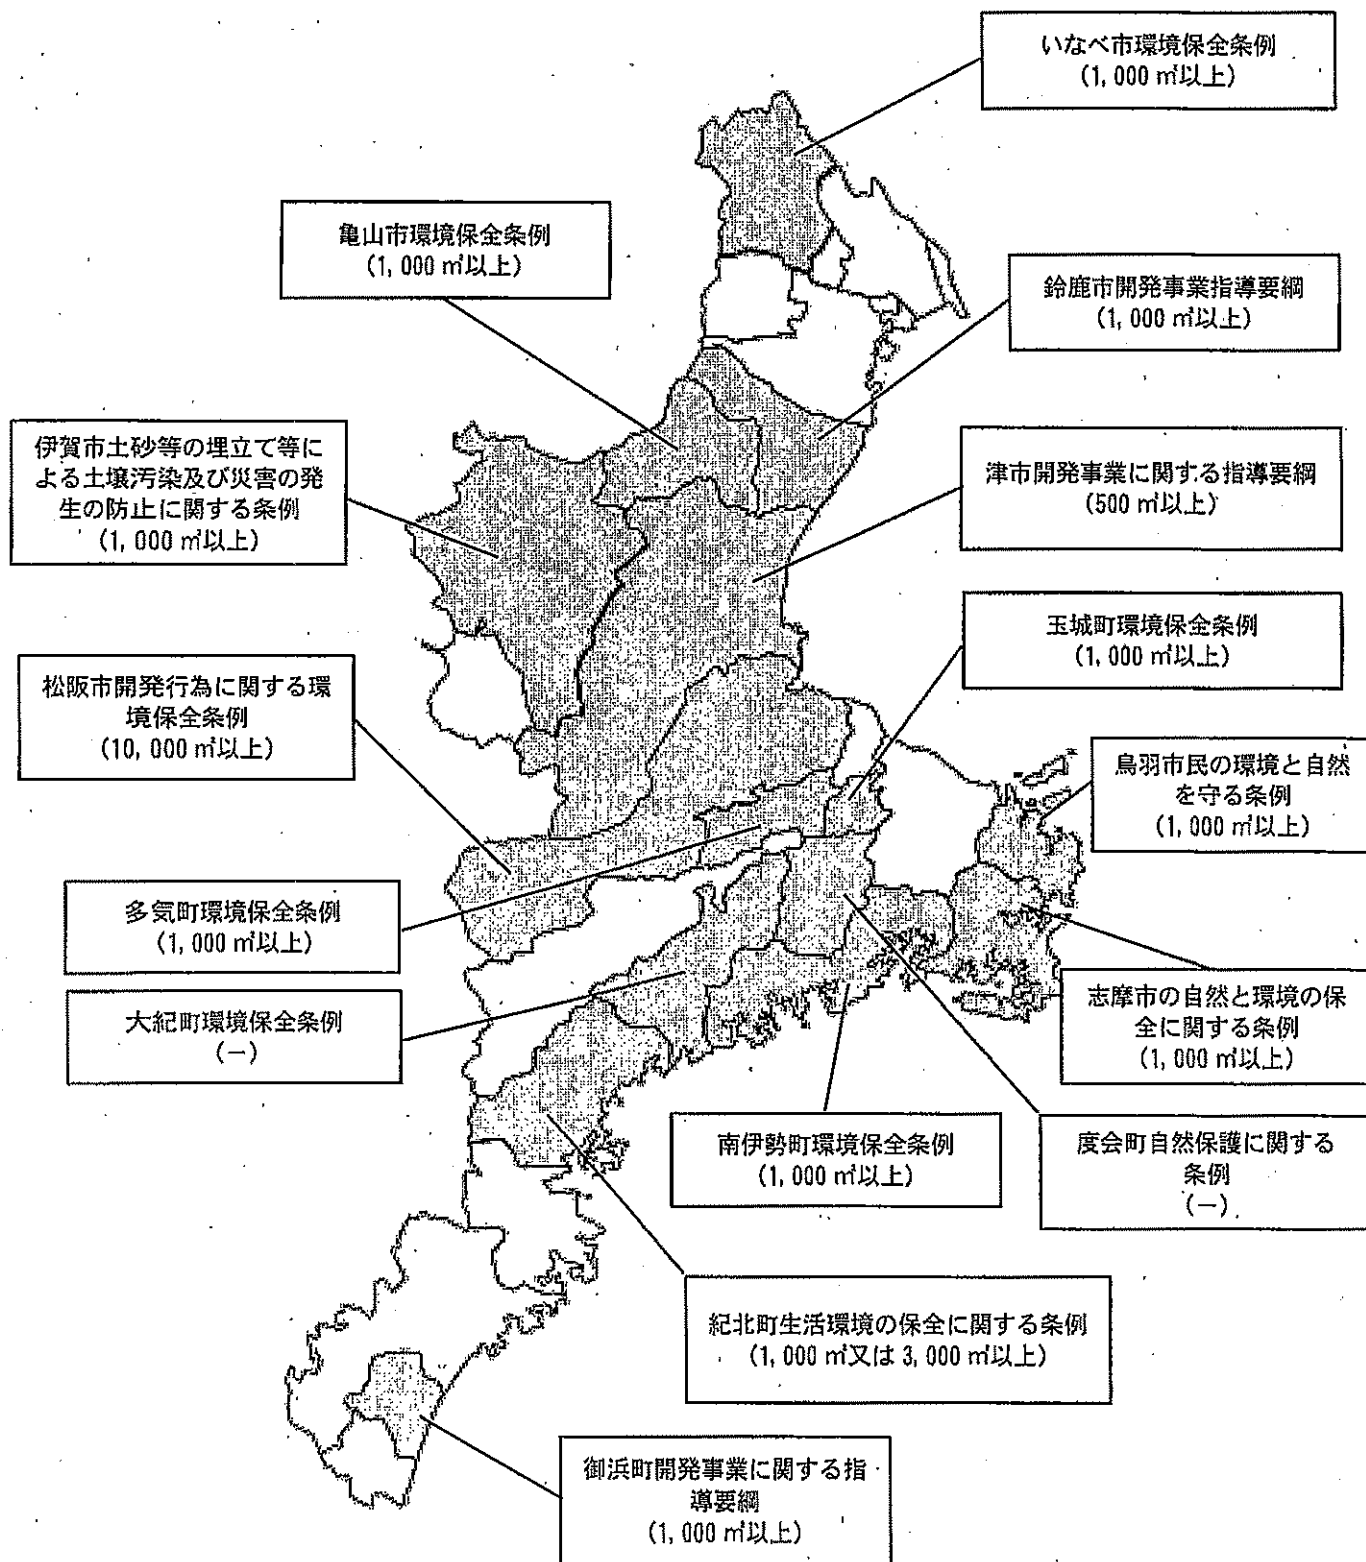 いなべ市環境保全条例
(1,000 ㎡以上)
亀山市環境保全条例
(1,000 ㎡以上)
鈴鹿市開発事業指導要綱
(1,000 ㎡以上)
伊賀市土砂等の埋立て等に
よる土壌汚染及び災害の発
生の防止に関する条例
(1,000 ㎡以上)
津市開発事業に関する指導要綱
(500 ㎡以上)
玉城町環境保全条例
(1,000 ㎡以上)
松阪市開発行為に関する環
境保全条例
(10,000 ㎡以上)
鳥羽市民の環境と自然
を守る条例
(1,000 ㎡以上)
多気町環境保全条例
(1,000 ㎡以上)
大紀町環境保全条例
(－)
志摩市の自然と環境の保
全に関する条例
(1,000 ㎡以上)
南伊勢町環境保全条例
(1,000 ㎡以上)
度会町自然保護に関する
条例
(－)
紀北町生活環境の保全に関する条例
(1,000 ㎡又は 3,000 ㎡以上)
御浜町開発事業に関する指
導要綱
(1,000 ㎡以上)